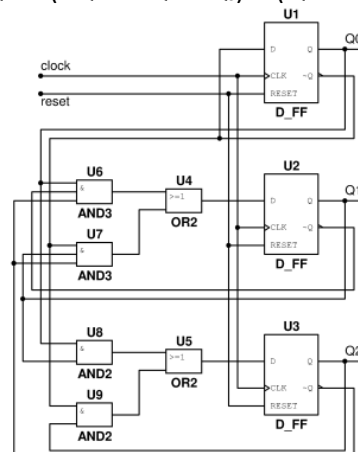 U1
D Q Q0
clock
CLK ~Q
reset
RESET
D_FF
U6
&
AND3
U4
>=1
OR2
U2
D Q Q1
CLK ~Q
RESET
D_FF
U7
&
AND3
U8
&
AND2
U5
>=1
OR2
U3
D Q Q2
CLK ~Q
RESET
D_FF
U9
&
AND2